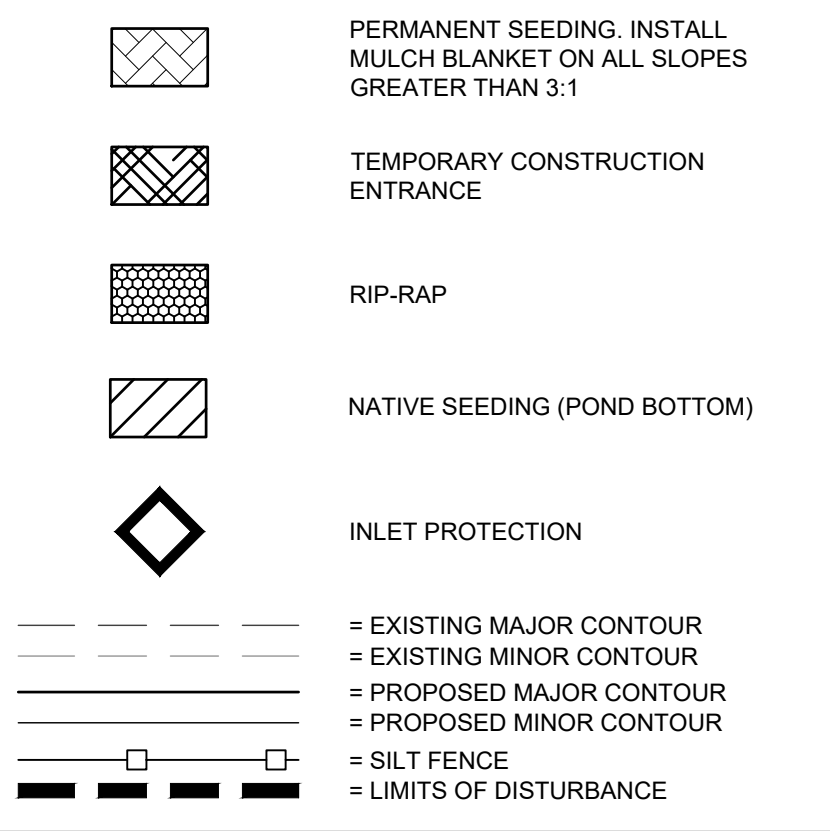 PERMANENT SEEDING. INSTALL
MULCH BLANKET ON ALL SLOPES
GREATER THAN 3:1
TEMPORARY CONSTRUCTION
ENTRANCE
RIP-RAP
NATIVE SEEDING (POND BOTTOM)
INLET PROTECTION
= EXISTING MAJOR CONTOUR
= EXISTING MINOR CONTOUR
= PROPOSED MAJOR CONTOUR
= PROPOSED MINOR CONTOUR
= SILT FENCE
= LIMITS OF DISTURBANCE